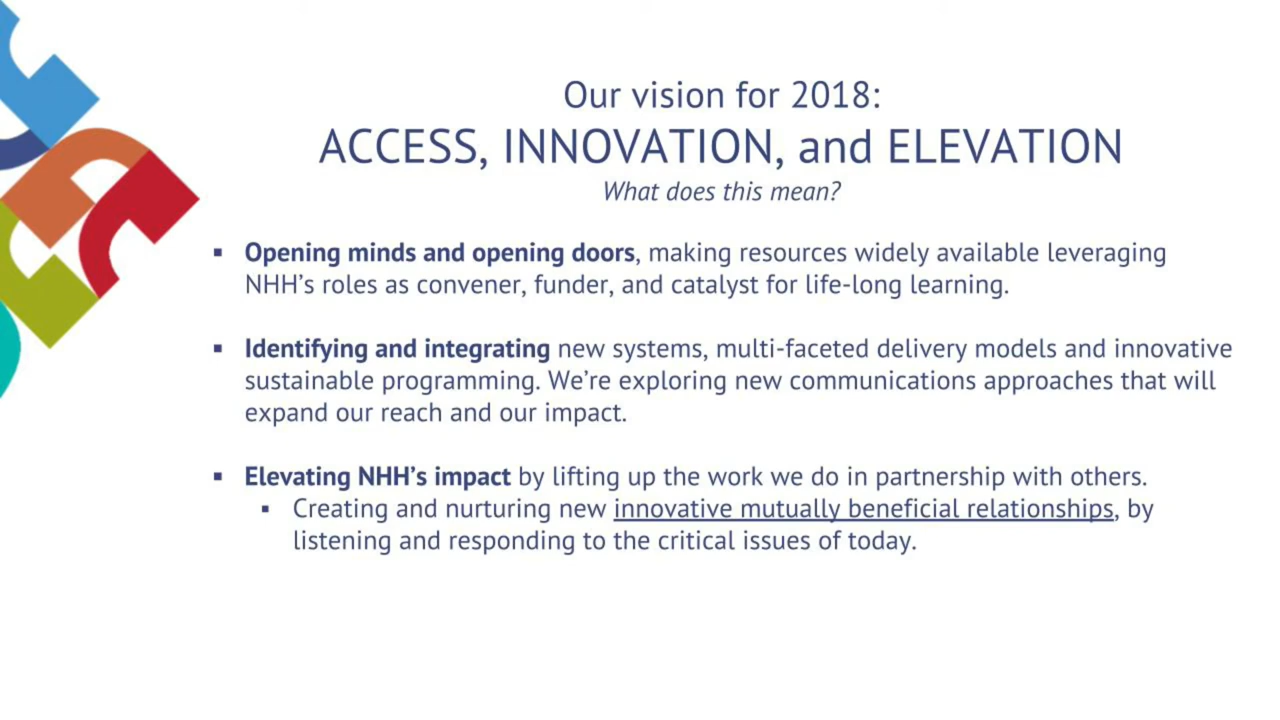 Our vision for 2018:
ACCESS, INNOVATION, and ELEVATION
What does this mean?
▪ Opening minds and opening doors, making resources widely available leveraging
NHH's roles as convener, funder, and catalyst for life-long learning.
▪ Identifying and integrating new systems, multi-faceted delivery models and innovative
sustainable programming. We're exploring new communications approaches that will
expand our reach and our impact.
▪ Elevating NHH's impact by lifting up the work we do in partnership with others.
▪ Creating and nurturing new innovative mutually beneficial relationships, by
listening and responding to the critical issues of today.